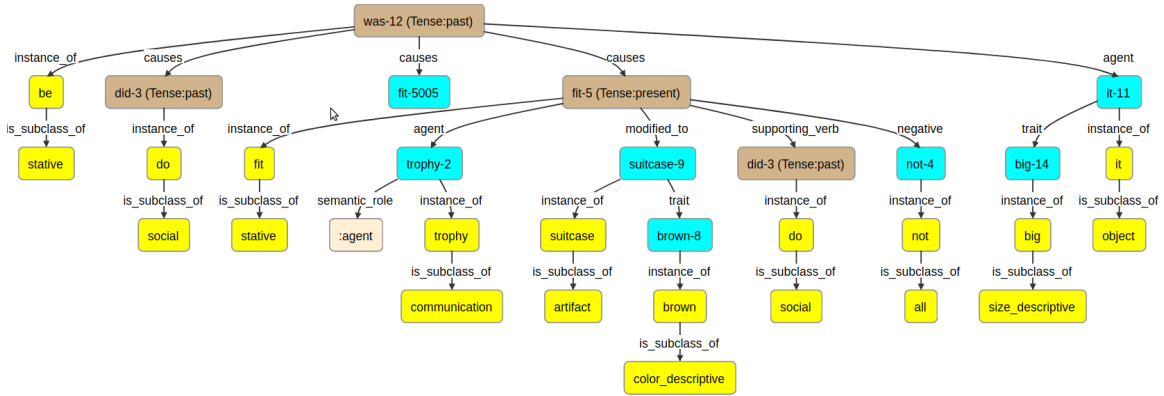 was-12 (Tense:past)
instance_of causes causes causes agent
be did-3 (Tense:past) fit-5005 fit-5 (Tense:present) it-11
is_subclass_of instance_of instance_of agent modified_to supporting_verb negative trait instance_of
stative do fit trophy-2 suitcase-9 did-3 (Tense:past) not-4 big-14 it
is_subclass_of is_subclass_of semantic_role instance_of instance_of trait instance_of instance_of instance_of is_subclass_of
social stative :agent trophy suitcase brown-8 do not big object
is_subclass_of is_subclass_of instance_of is_subclass_of is_subclass_of is_subclass_of
communication artifact brown social all size_descriptive
is_subclass_of
color_descriptive